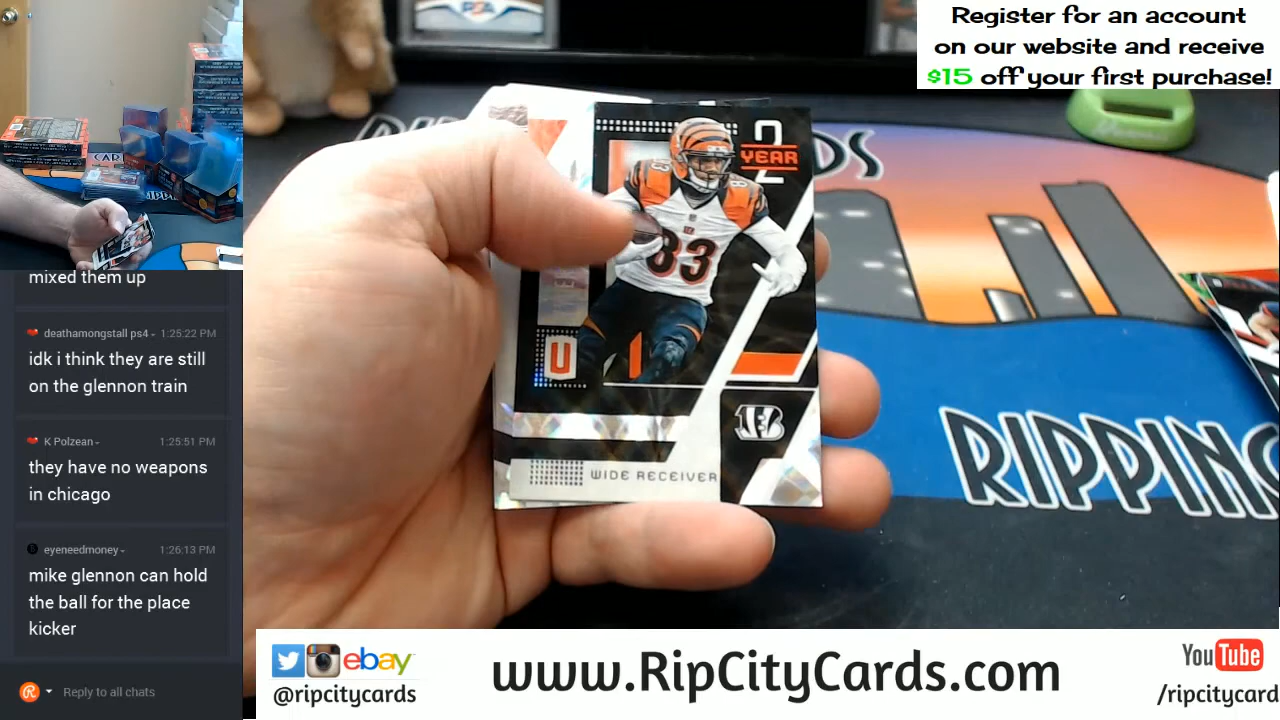 Register for an account
on our website and receive
$15 off your first purchase!
mixed them up
deathamongstall ps4 1:25:22 PM
idk i think they are still
on the glennon train
K Polzean 1:25:51 PM
they have no weapons
in chicago
eyeneedmoney 1:26:13 PM
mike glennon can hold
the ball for the place
kicker
Reply to all chats
2
YEAR
83
U
B
WIDE RECEIVER
RIPPING
ebay
@ripcitycards
www.RipCityCards.com
YouTube
/ripcitycard